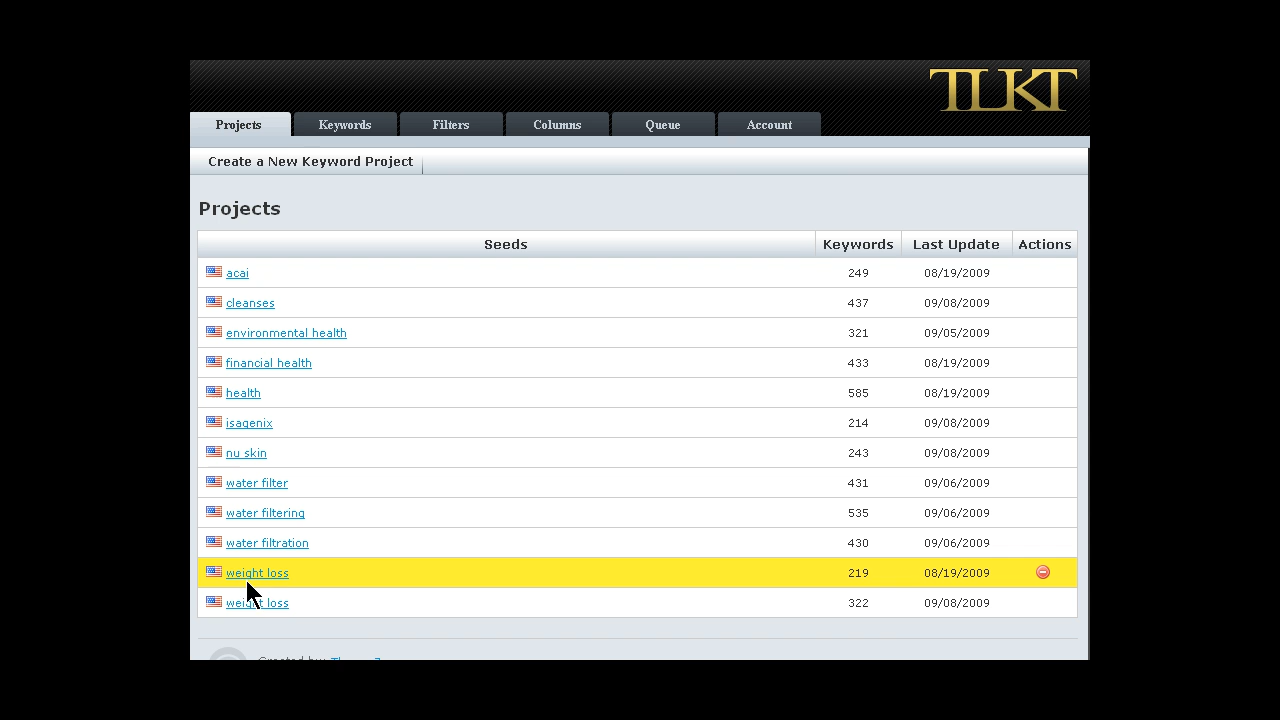 TLKT
Projects Keywords Filters Columns Queue Account
Create a New Keyword Project
Projects
Seeds Keywords Last Update Actions
acai 249 08/19/2009
cleanses 437 09/08/2009
environmental health 321 09/05/2009
financial health 433 08/19/2009
health 585 08/19/2009
isagenix 214 09/08/2009
nu skin 243 09/08/2009
water filter 431 09/06/2009
water filtering 535 09/06/2009
water filtration 430 09/06/2009
weight loss 219 08/19/2009
weight loss 322 09/08/2009
Created by: